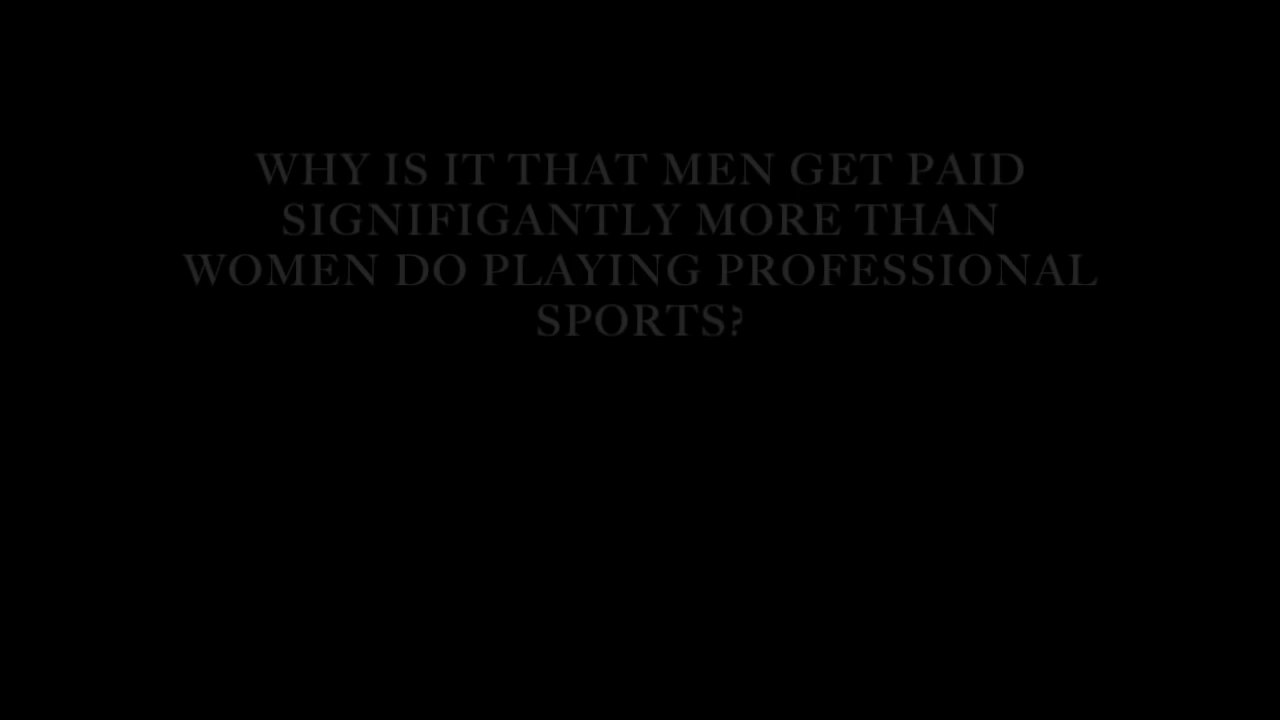 WHY IS IT THAT MEN GET PAID
SIGNIFIGANTLY MORE THAN
WOMEN DO PLAYING PROFESSIONAL
SPORTS?